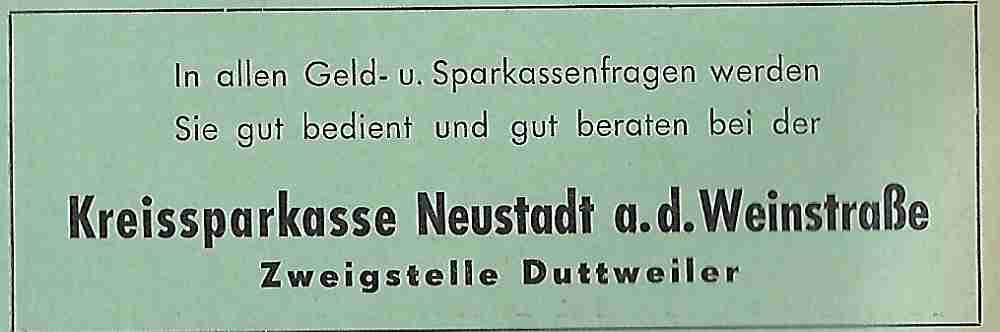 In allen Geld- u. Sparkassenfragen werden
Sie gut bedient und gut beraten bei der
Kreissparkasse Neustadt a.d.Weinstraße
Zweigstelle Duttweiler